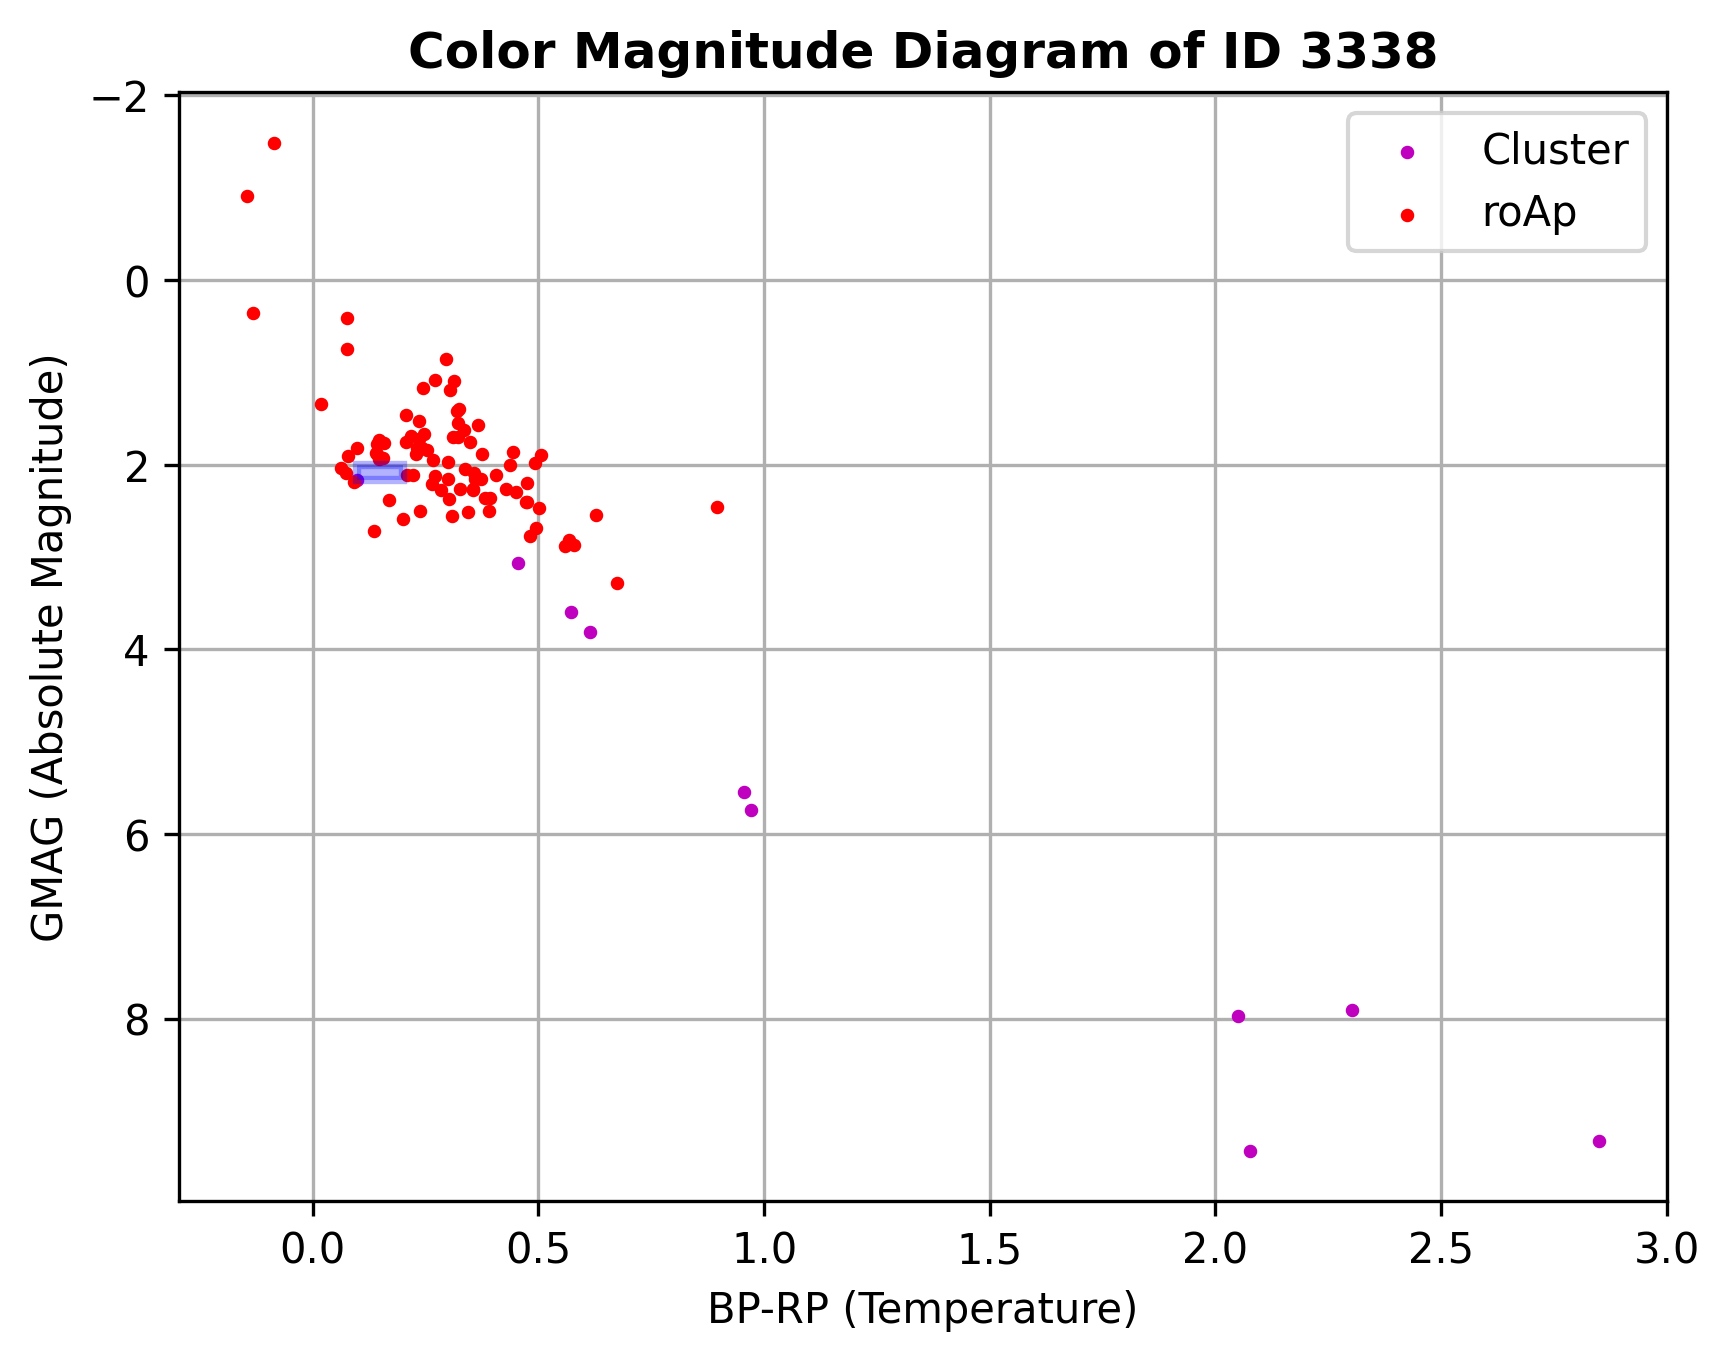 Color Magnitude Diagram of ID 3338
Cluster
roAp
GMAG (Absolute Magnitude)
−2
0
2
4
6
8
0.0 0.5 1.0 1.5 2.0 2.5 3.0
BP-RP (Temperature)